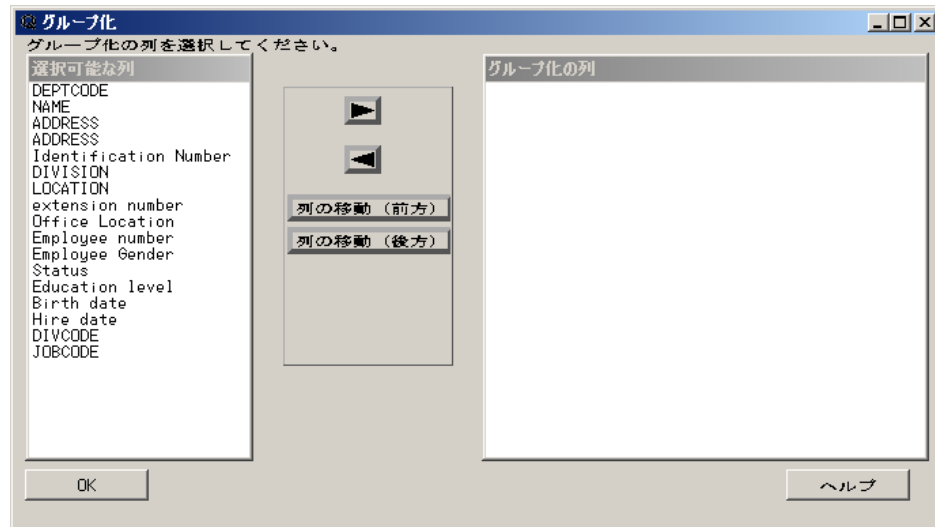 グループ化
グループ化の列を選択してください。
選択可能な列
DEPTCODE
NAME
ADDRESS
ADDRESS
Identification Number
DIVISION
LOCATION
extension number
Office Location
Employee number
Employee Gender
Status
Education level
Birth date
Hire date
DIVCODE
JOBCODE
列の移動（前方）
列の移動（後方）
グループ化の列
OK
ヘルプ